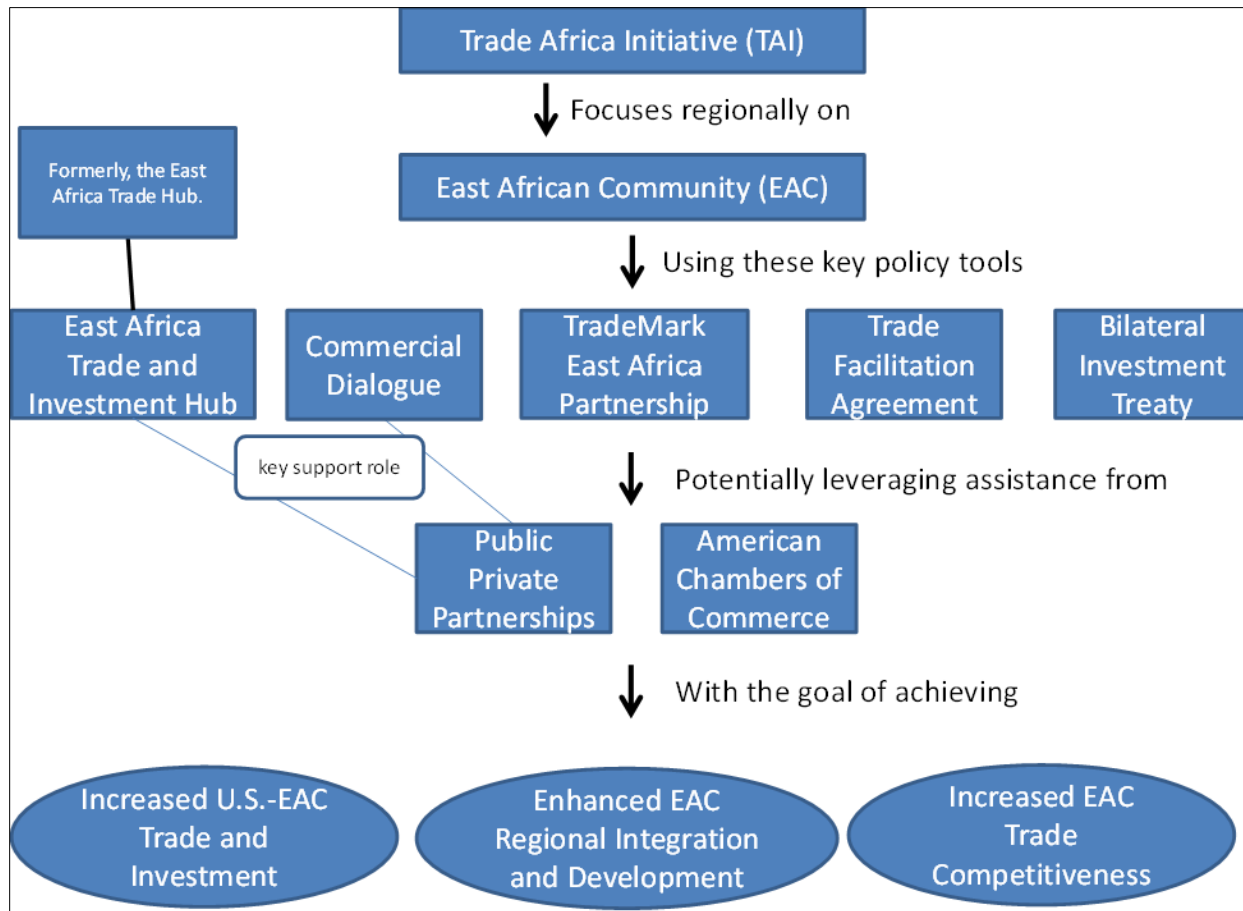 Trade Africa Initiative (TAI)
Focuses regionally on
Formerly, the East
Africa Trade Hub.
East African Community (EAC)
Using these key policy tools
East Africa
Trade and
Investment Hub
Commercial
Dialogue
TradeMark
East Africa
Partnership
Trade
Facilitation
Agreement
Bilateral
Investment
Treaty
key support role
Potentially leveraging assistance from
Public
Private
Partnerships
American
Chambers of
Commerce
With the goal of achieving
Increased U.S.-EAC
Trade and
Investment
Enhanced EAC
Regional Integration
and Development
Increased EAC
Trade
Competitiveness